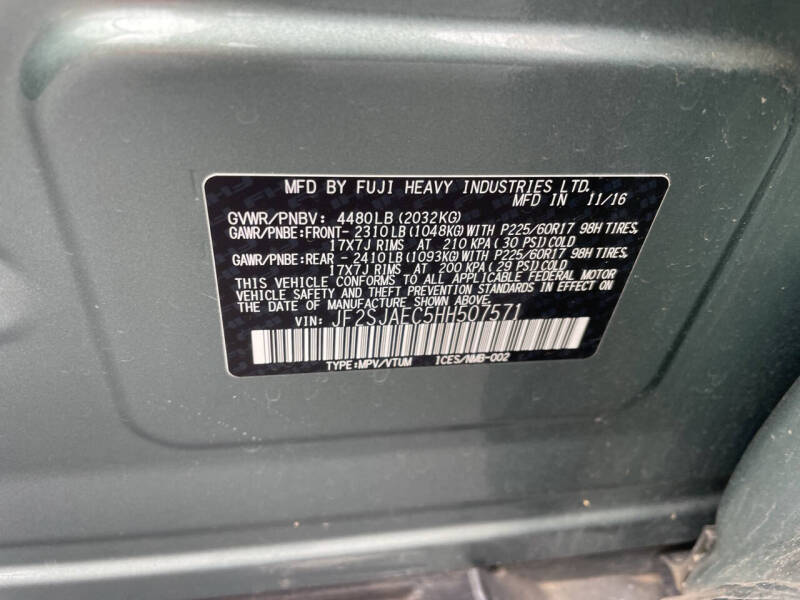 MFD BY FUJI HEAVY INDUSTRIES LTD.
MFD IN 11/16
GVWR/PNBV: 4480LB(2032KG)
GAWR/PNBE:FRONT-2310LB(1048KG)WITH P225/60R17 98H TIRES,
17X7J RIMS AT 210 KPA(30 PSI)COLD
GAWR/PNBE:REAR -2410LB(1093KG)WITH P225/60R17 98H TIRES,
17X7J RIMS AT 200 KPA(29 PSI)COLD
THIS VEHICLE CONFORMS TO ALL APPLICABLE FEDERAL MOTOR
VEHICLE SAFETY AND THEFT PREVENTION STANDARDS IN EFFECT ON
THE DATE OF MANUFACTURE SHOWN ABOVE.
VIN: JF2SJAEC5HH507571
TYPE:MPV/VTUM ICES/NMB-002